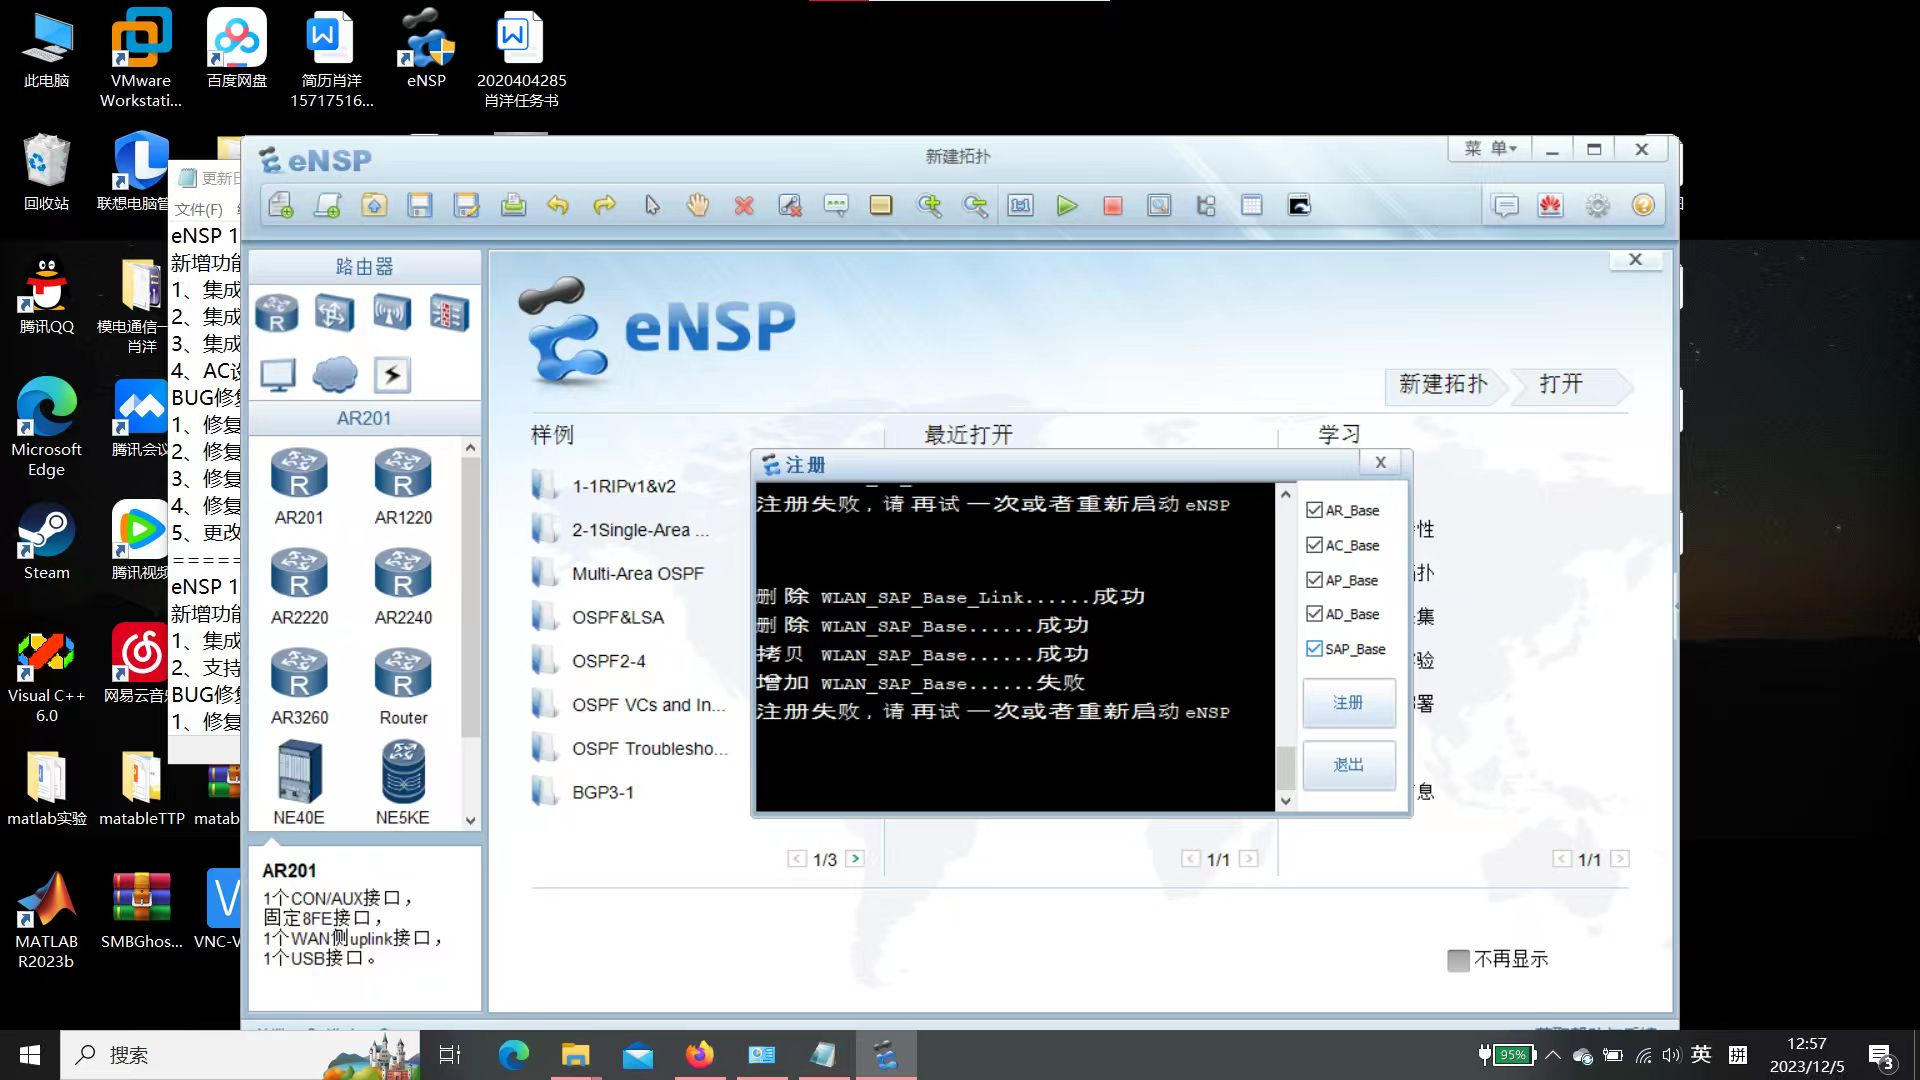 此电脑
VMware
Workstati...
百度网盘
简历肖洋
15717516...
eNSP
2020404285
肖洋任务书
回收站
联想电脑管
腾讯QQ
模电通信一
肖洋
Microsoft
Edge
腾讯会议
Steam
腾讯视频
Visual C++
6.0
网易云音乐
matlab实验
matableTTP
matab
MATLAB
R2023b
SMBGhos...
VNC-V
更新日
文件(F)
eNSP 1
新增功能
1、集成
2、集成
3、集成
4、AC设
BUG修复
1、修复
2、修复
3、修复
4、修复
5、更改
=====
eNSP 1
新增功能
1、集成
2、支持
BUG修复
1、修复
eNSP
新建拓扑
菜 单
路由器
AR201
AR201
AR1220
AR2220
AR2240
AR3260
Router
NE40E
NE5KE
AR201
1个CON/AUX接口，
固定8FE接口，
1个WAN侧uplink接口，
1个USB接口。
eNSP
新建拓扑
打开
样例
最近打开
学习
1-1RIPv1&v2
2-1Single-Area ...
Multi-Area OSPF
OSPF&LSA
OSPF2-4
OSPF VCs and In...
OSPF Troublesho...
BGP3-1
< 1/3 >
< 1/1 >
< 1/1 >
不再显示
注册
X
注册失败，请再试一次或者重新启动 eNSP
删除 WLAN_SAP_Base_Link......成功
删除 WLAN_SAP_Base......成功
拷贝 WLAN_SAP_Base......成功
增加 WLAN_SAP_Base......失败
注册失败，请再试一次或者重新启动 eNSP
AR_Base
AC_Base
AP_Base
AD_Base
SAP_Base
注册
退出
性
扑
集
验
署
息
搜索
95%
英
拼
12:57
2023/12/5
3